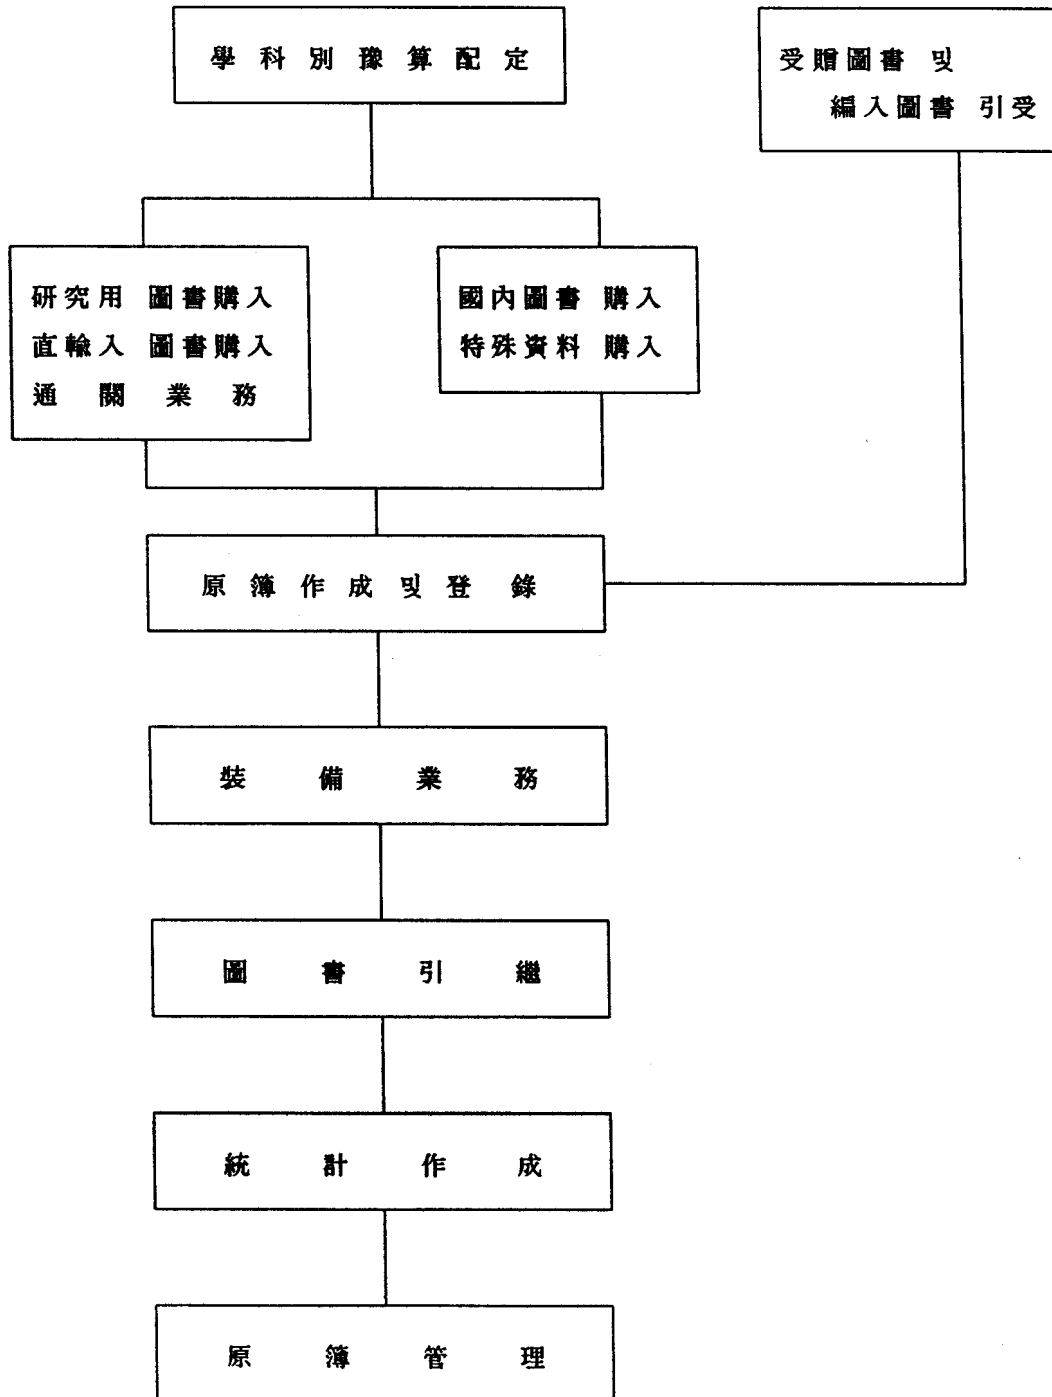 學科別豫算配定
受贈圖書 및
編入圖書 引受
硏究用 圖書購入
直輸入 圖書購入
通關業務
國內圖書 購入
特殊資料 購入
原簿作成및登錄
裝備業務
圖書引繼
統計作成
原簿管理